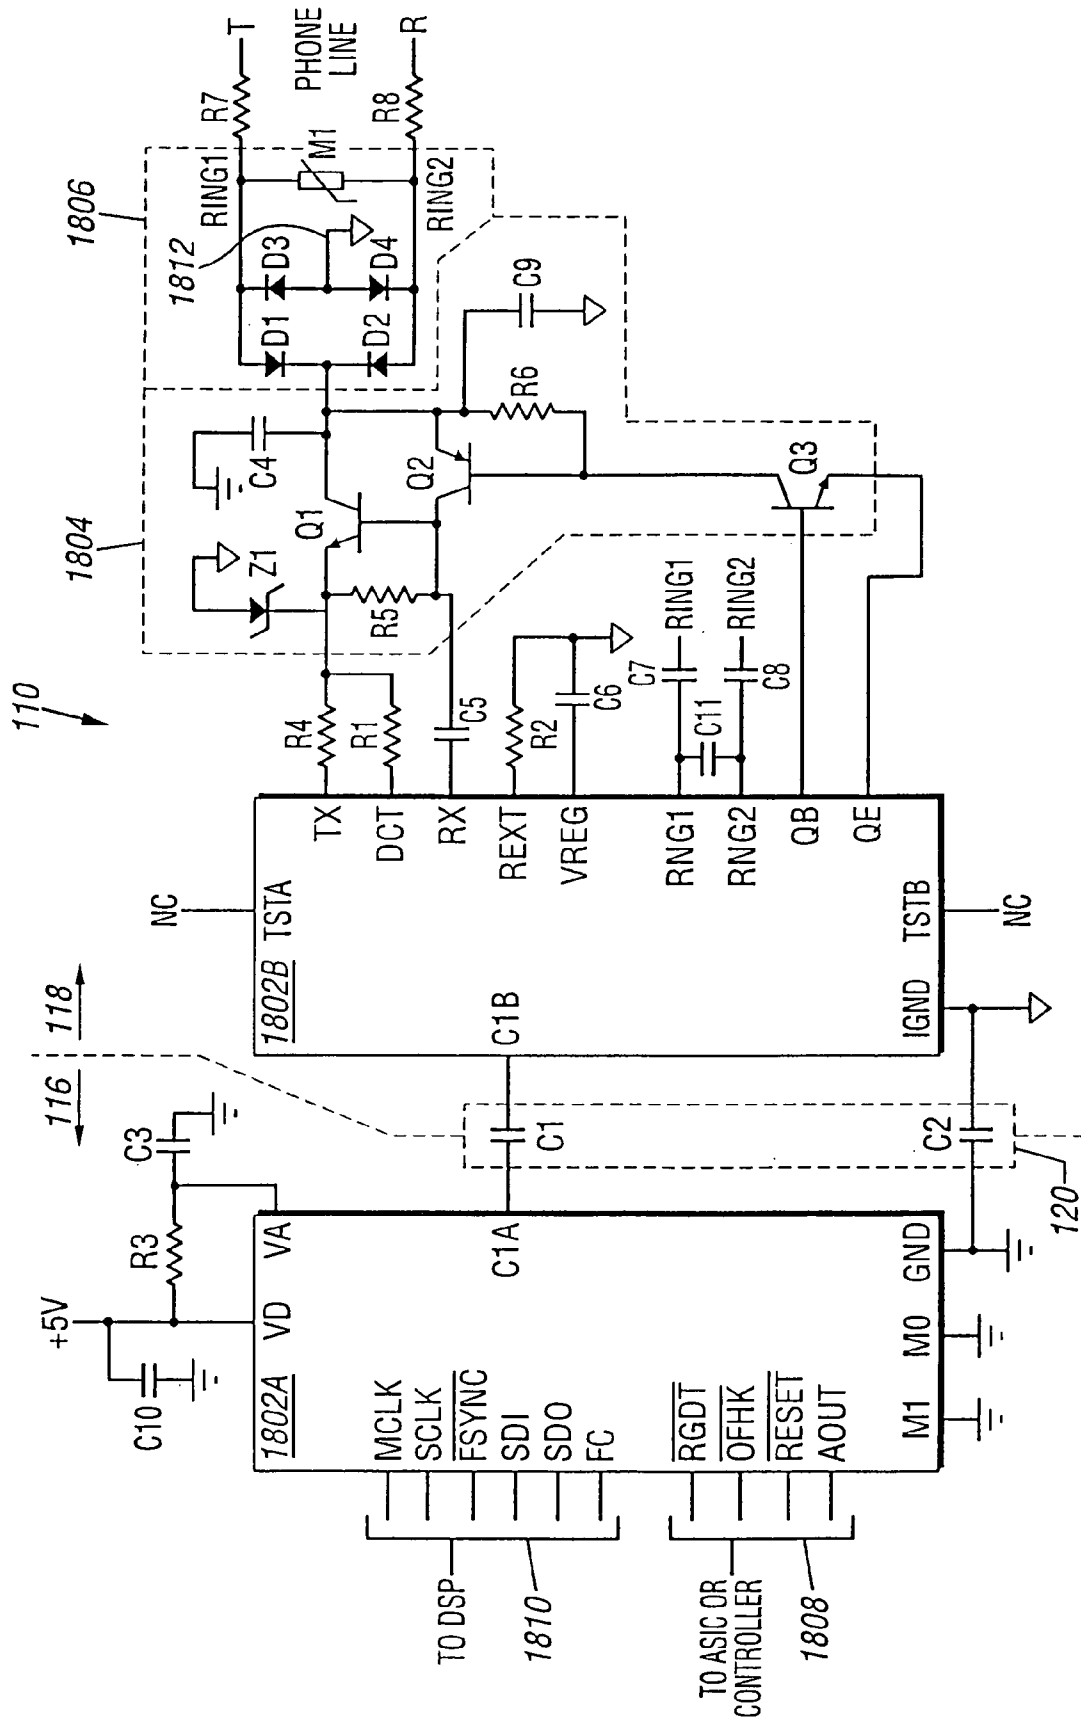 110
116
118
+5V
C10
R3
C3
VD
VA
1802A
MCLK
SCLK
FSYNC
SDI
SDO
FC
RGDT
OFHK
RESET
AOUT
M1
M0
GND
C1A
TO DSP
1810
TO ASIC OR
CONTROLLER
1808
C1
C2
120
NC
TSTA
1802B
C1B
IGND
TSTB
NC
TX
DCT
RX
REXT
VREG
RNG1
RNG2
QB
QE
R4
R1
C5
R2
C6
C7
RING1
C11
C8
RING2
1804
Z1
R5
Q1
C4
Q2
R6
C9
Q3
1806
1812
D1
D3
D2
D4
RING1
M1
RING2
R7
T
PHONE
LINE
R8
R